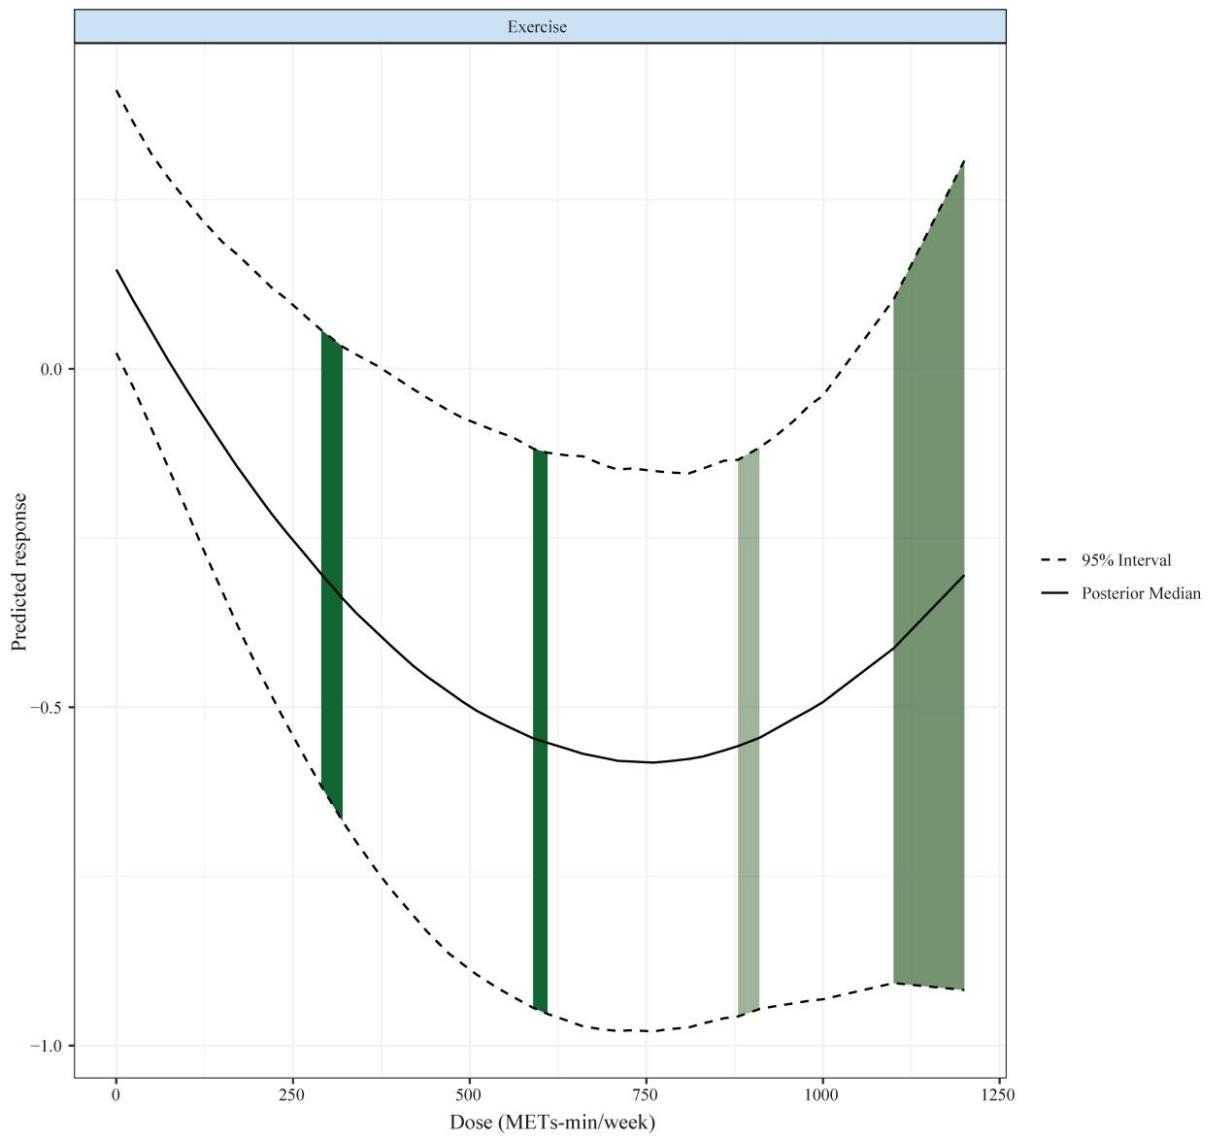 Exercise
0.0
−0.5
−1.0
Predicted response
0 250 500 750 1000 1250
Dose (METs-min/week)
95% Interval
Posterior Median